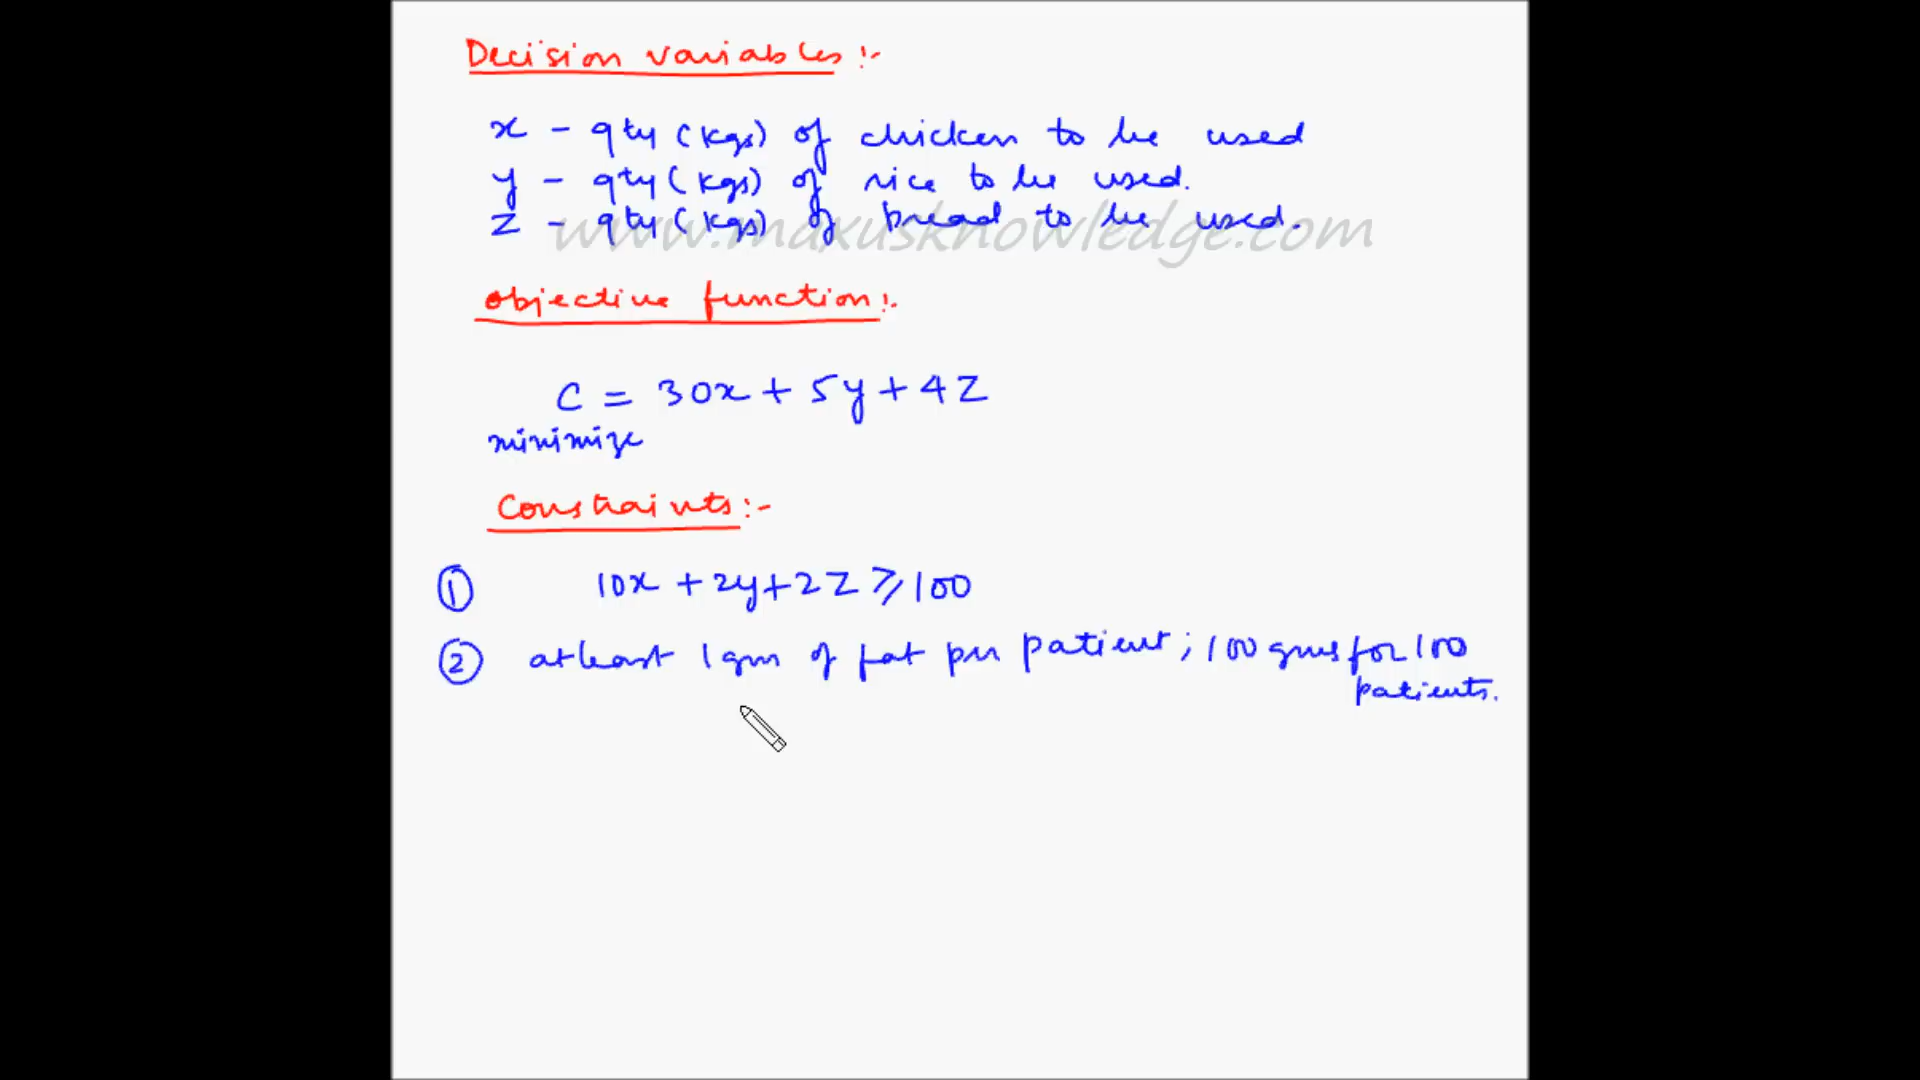 Decision variables:-
x - qty (kgs) of chicken to be used
y - qty (kgs) of rice to be used.
z - qty (kgs) of bread to be used.
www.maxusknowledge.com
Objective function:-
C = 30x + 5y + 4z
minimize
Constraints:-
① 10x + 2y + 2z ≥ 100
② atleast 1 gm of fat per patient; 100 gms for 100
patients.